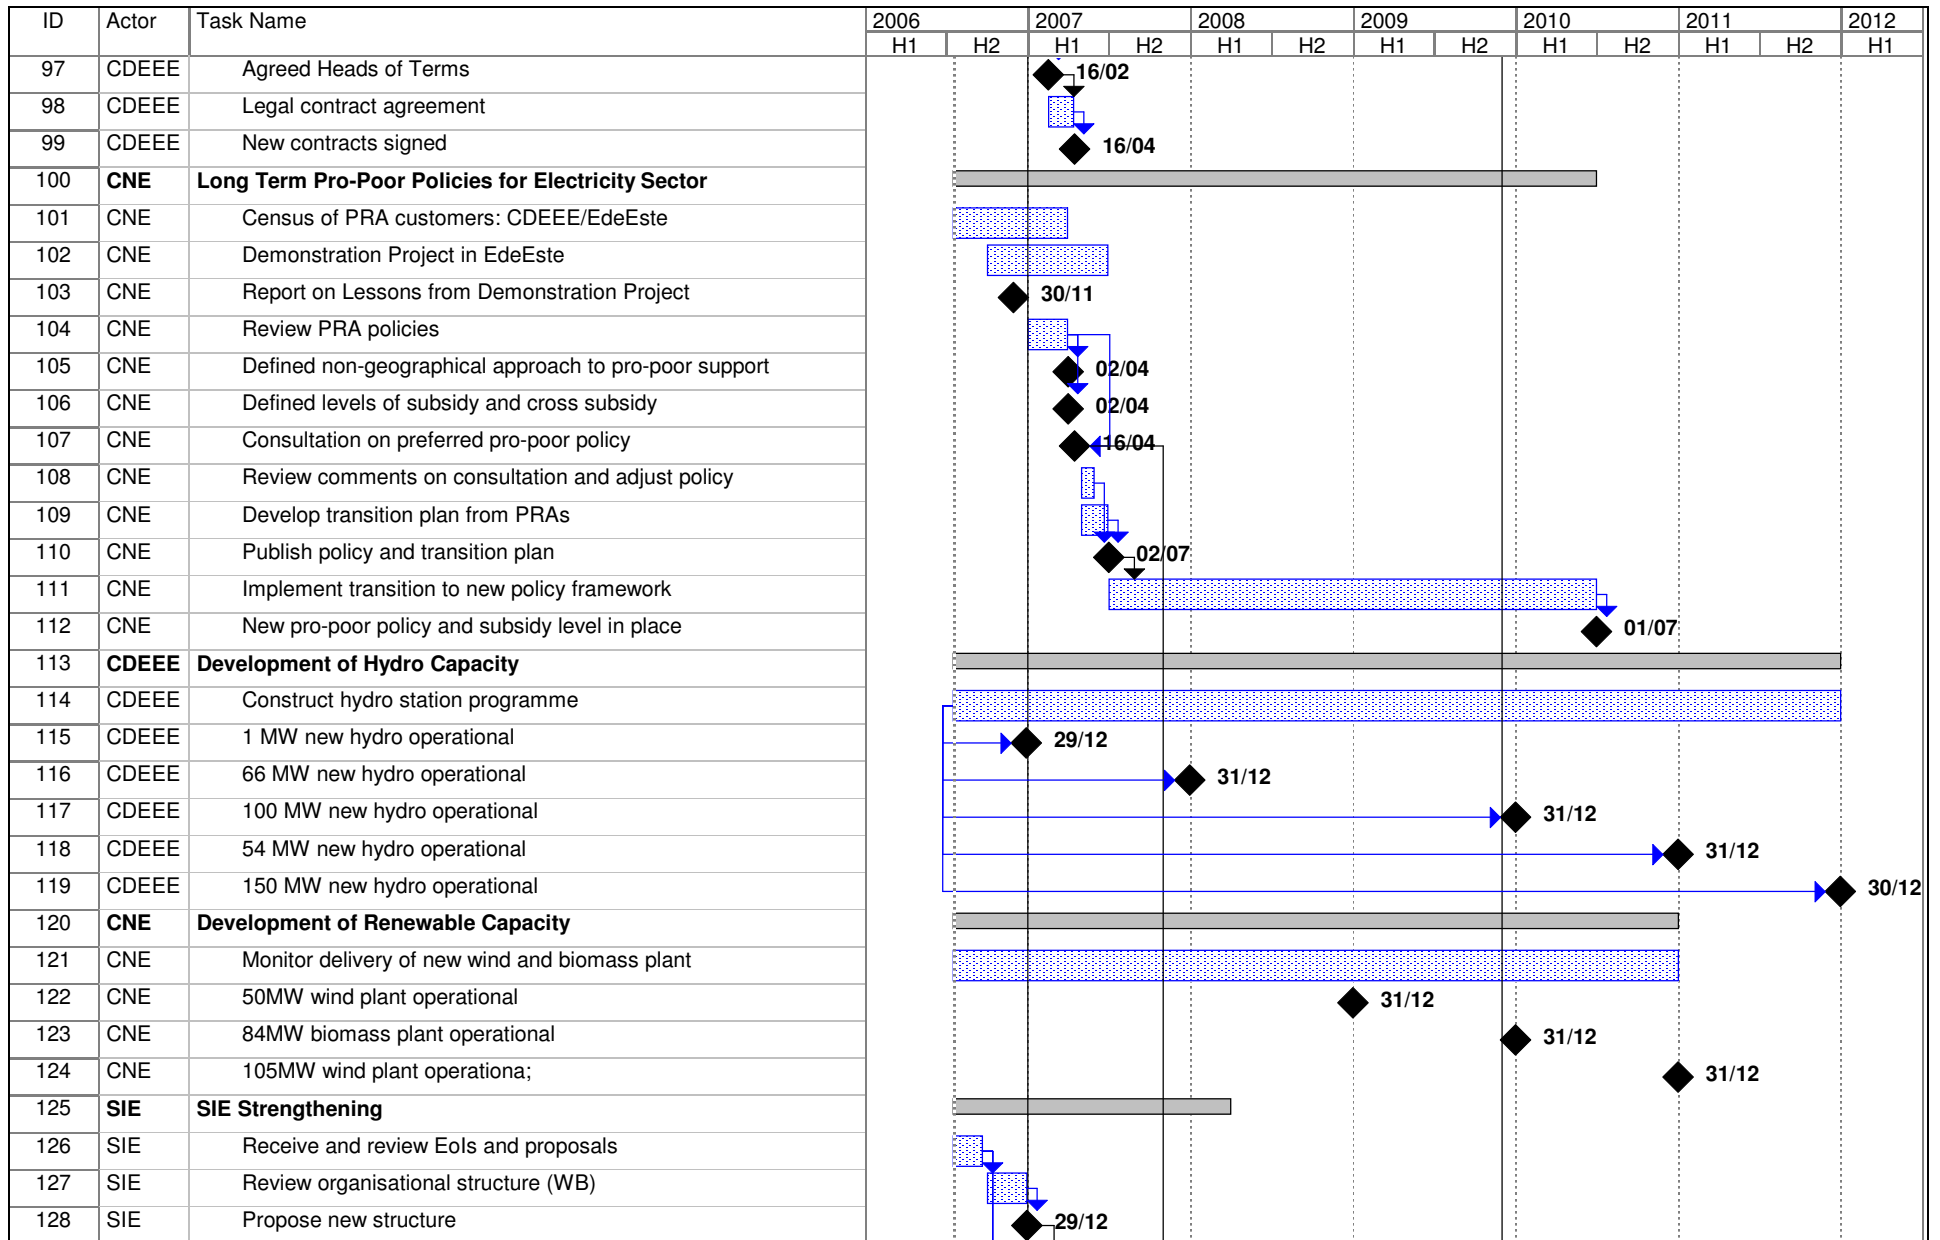 ID Actor Task Name 2006 2007 2008 2009 2010 2011 2012
H1 H2 H1 H2 H1 H2 H1 H2 H1 H2 H1 H2 H1
97 CDEEE Agreed Heads of Terms 16/02
98 CDEEE Legal contract agreement
99 CDEEE New contracts signed 16/04
100 CNE Long Term Pro-Poor Policies for Electricity Sector
101 CNE Census of PRA customers: CDEEE/EdeEste
102 CNE Demonstration Project in EdeEste
103 CNE Report on Lessons from Demonstration Project 30/11
104 CNE Review PRA policies
105 CNE Defined non-geographical approach to pro-poor support 02/04
106 CNE Defined levels of subsidy and cross subsidy 02/04
107 CNE Consultation on preferred pro-poor policy 16/04
108 CNE Review comments on consultation and adjust policy
109 CNE Develop transition plan from PRAs
110 CNE Publish policy and transition plan 02/07
111 CNE Implement transition to new policy framework
112 CNE New pro-poor policy and subsidy level in place 01/07
113 CDEEE Development of Hydro Capacity
114 CDEEE Construct hydro station programme
115 CDEEE 1 MW new hydro operational 29/12
116 CDEEE 66 MW new hydro operational 31/12
117 CDEEE 100 MW new hydro operational 31/12
118 CDEEE 54 MW new hydro operational 31/12
119 CDEEE 150 MW new hydro operational 30/12
120 CNE Development of Renewable Capacity
121 CNE Monitor delivery of new wind and biomass plant
122 CNE 50MW wind plant operational 31/12
123 CNE 84MW biomass plant operational 31/12
124 CNE 105MW wind plant operationa; 31/12
125 SIE SIE Strengthening
126 SIE Receive and review EoIs and proposals
127 SIE Review organisational structure (WB)
128 SIE Propose new structure 29/12